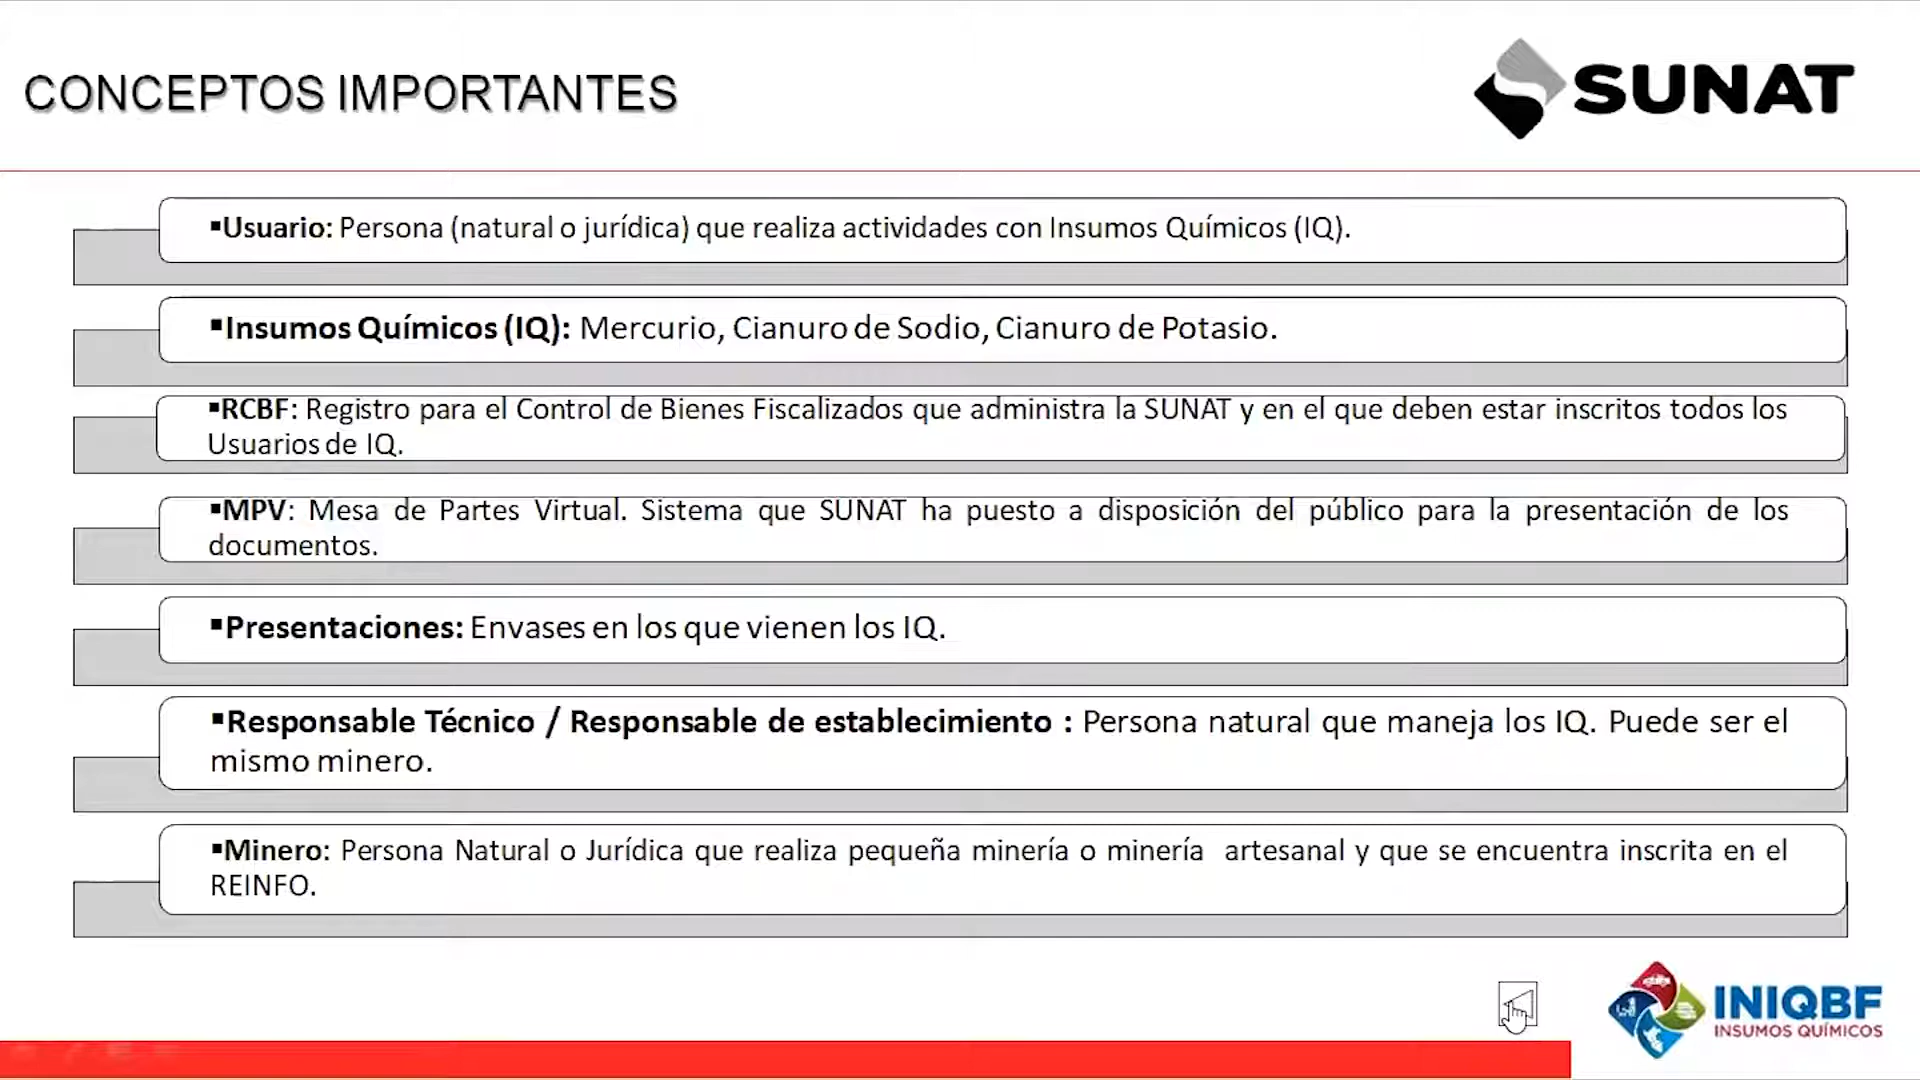 CONCEPTOS IMPORTANTES
SUNAT
▪Usuario: Persona (natural o jurídica) que realiza actividades con Insumos Químicos (IQ).
▪Insumos Químicos (IQ): Mercurio, Cianuro de Sodio, Cianuro de Potasio.
▪RCBF: Registro para el Control de Bienes Fiscalizados que administra la SUNAT y en el que deben estar inscritos todos los
Usuarios de IQ.
▪MPV: Mesa de Partes Virtual. Sistema que SUNAT ha puesto a disposición del público para la presentación de los
documentos.
▪Presentaciones: Envases en los que vienen los IQ.
▪Responsable Técnico / Responsable de establecimiento : Persona natural que maneja los IQ. Puede ser el
mismo minero.
▪Minero: Persona Natural o Jurídica que realiza pequeña minería o minería artesanal y que se encuentra inscrita en el
REINFO.
INIQBF
INSUMOS QUÍMICOS